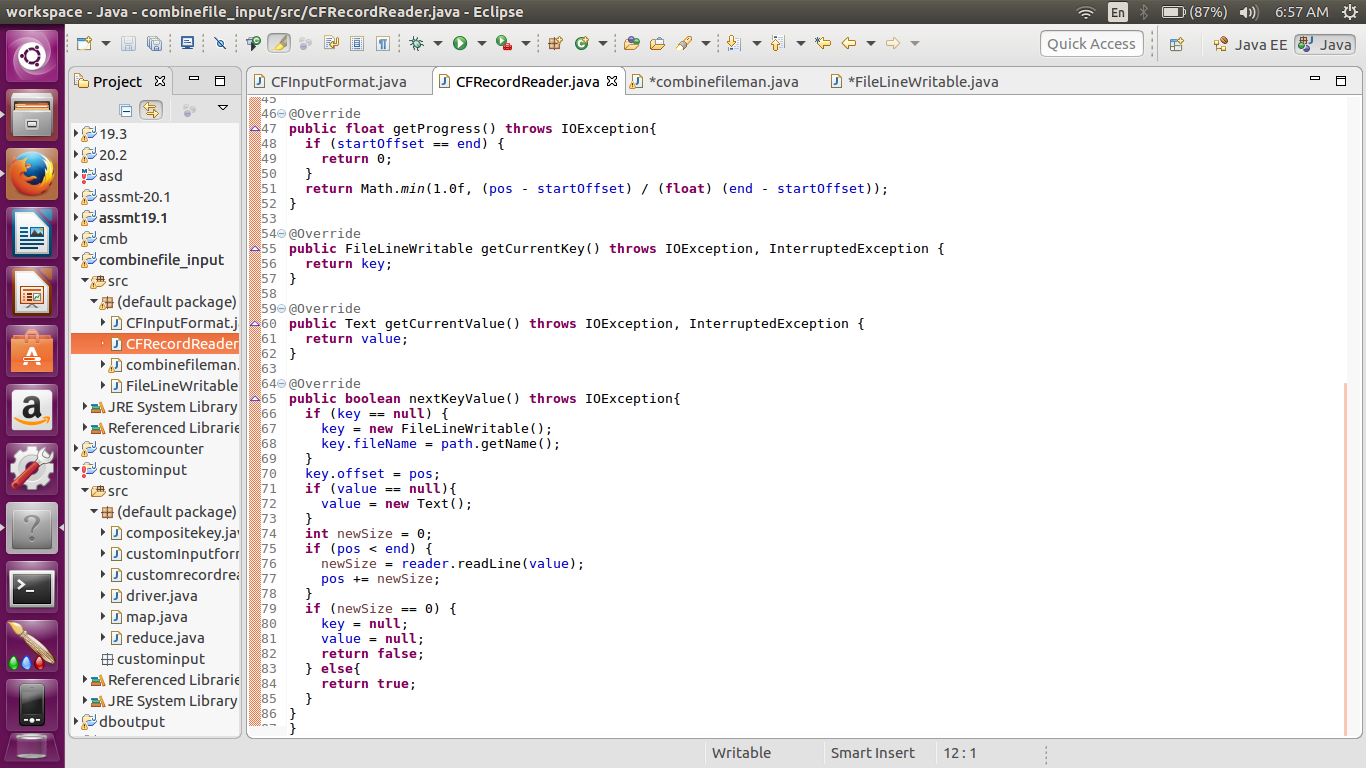 workspace - Java - combinefile_input/src/CFRecordReader.java - Eclipse
En
(87%)
6:57 AM
Quick Access
Java EE
Java
Project
CFInputFormat.java
CFRecordReader.java
*combinefileman.java
*FileLineWritable.java
19.3
20.2
asd
assmt-20.1
assmt19.1
cmb
combinefile_input
src
(default package)
CFInputFormat.j
CFRecordReader
combinefileman.
FileLineWritable
JRE System Library
Referenced Librarie
customcounter
custominput
src
(default package)
compositekey.jav
customInputforr
customrecordrea
driver.java
map.java
reduce.java
custominput
Referenced Librarie
JRE System Library
dboutput
45
46 @Override
47 public float getProgress() throws IOException{
48 if (startOffset == end) {
49 return 0;
50 }
51 return Math.min(1.0f, (pos - startOffset) / (float) (end - startOffset));
52 }
53
54 @Override
55 public FileLineWritable getCurrentKey() throws IOException, InterruptedException {
56 return key;
57 }
58
59 @Override
60 public Text getCurrentValue() throws IOException, InterruptedException {
61 return value;
62 }
63
64 @Override
65 public boolean nextKeyValue() throws IOException{
66 if (key == null) {
67 key = new FileLineWritable();
68 key.fileName = path.getName();
69 }
70 key.offset = pos;
71 if (value == null){
72 value = new Text();
73 }
74 int newSize = 0;
75 if (pos < end) {
76 newSize = reader.readLine(value);
77 pos += newSize;
78 }
79 if (newSize == 0) {
80 key = null;
81 value = null;
82 return false;
83 } else{
84 return true;
85 }
86 }
87 }
Writable
Smart Insert
12 : 1